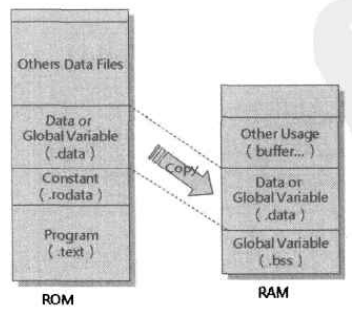 Others Data Files
Data or
Global Variable
( .data )
Constant
( .rodata )
Program
( .text )
ROM
Copy
Other Usage
( buffer... )
Data or
Global Variable
( .data )
Global Variable
( .bss )
RAM